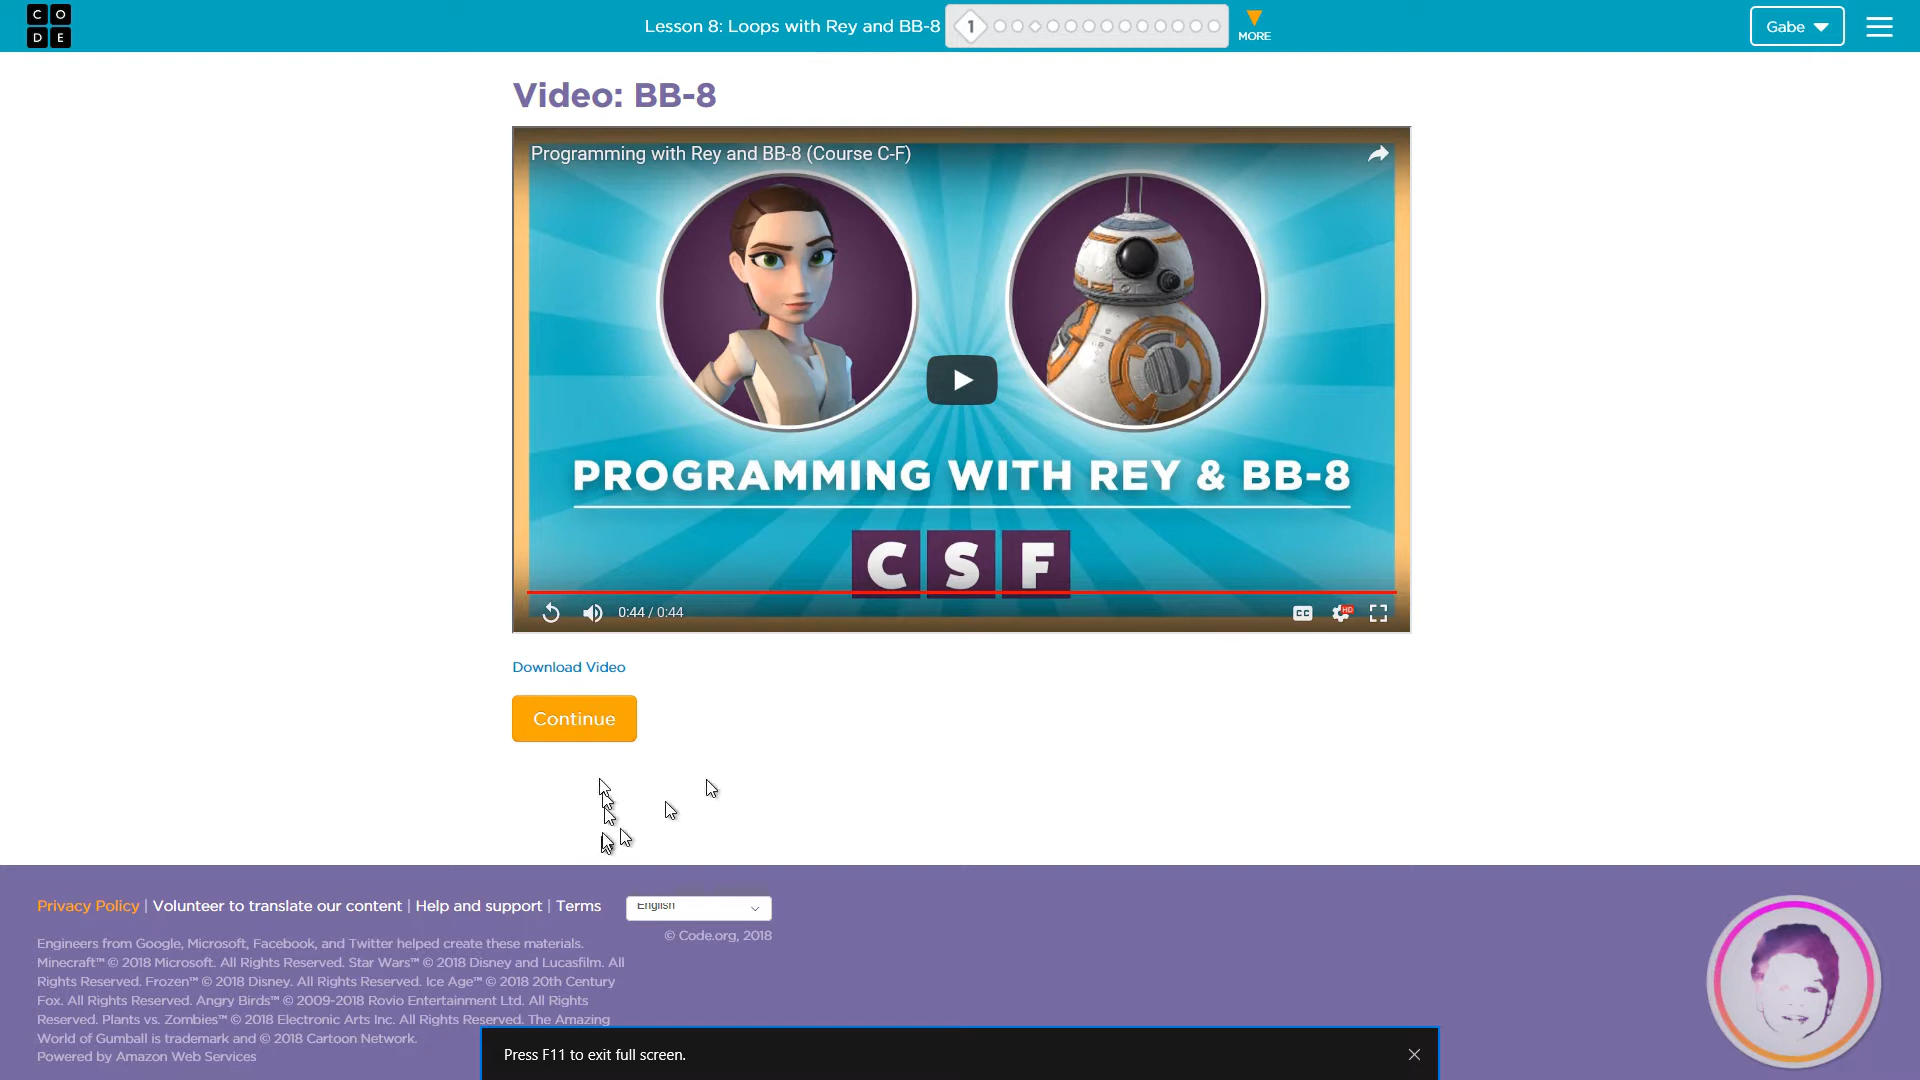 C O
D E
Lesson 8: Loops with Rey and BB-8
1
MORE
Gabe
Video: BB-8
Programming with Rey and BB-8 (Course C-F)
PROGRAMMING WITH REY & BB-8
C S F
0:44 / 0:44
CC
HD
Download Video
Continue
Privacy Policy | Volunteer to translate our content | Help and support | Terms
English
© Code.org, 2018
Engineers from Google, Microsoft, Facebook, and Twitter helped create these materials.
Minecraft™ © 2018 Microsoft. All Rights Reserved. Star Wars™ © 2018 Disney and Lucasfilm. All
Rights Reserved. Frozen™ © 2018 Disney. All Rights Reserved. Ice Age™ © 2018 20th Century
Fox. All Rights Reserved. Angry Birds™ © 2009-2018 Rovio Entertainment Ltd. All Rights
Reserved. Plants vs. Zombies™ © 2018 Electronic Arts Inc. All Rights Reserved. The Amazing
World of Gumball is trademark and © 2018 Cartoon Network.
Powered by Amazon Web Services
Press F11 to exit full screen.